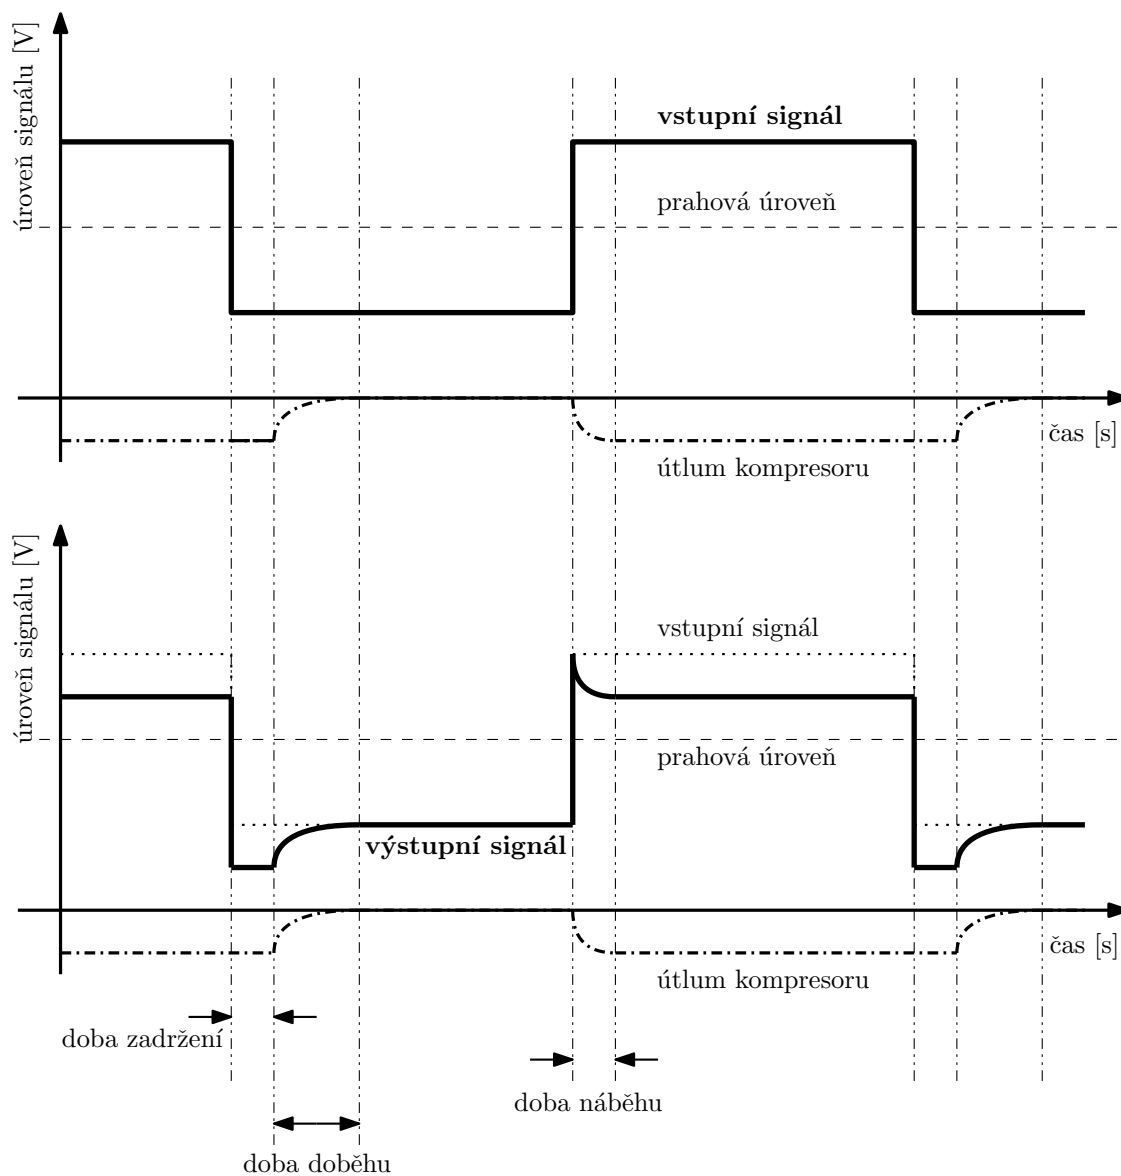 úroveň signálu [V]
vstupní signál
prahová úroveň
čas [s]
útlum kompresoru
úroveň signálu [V]
vstupní signál
prahová úroveň
výstupní signál
čas [s]
útlum kompresoru
doba zadržení
doba náběhu
doba doběhu